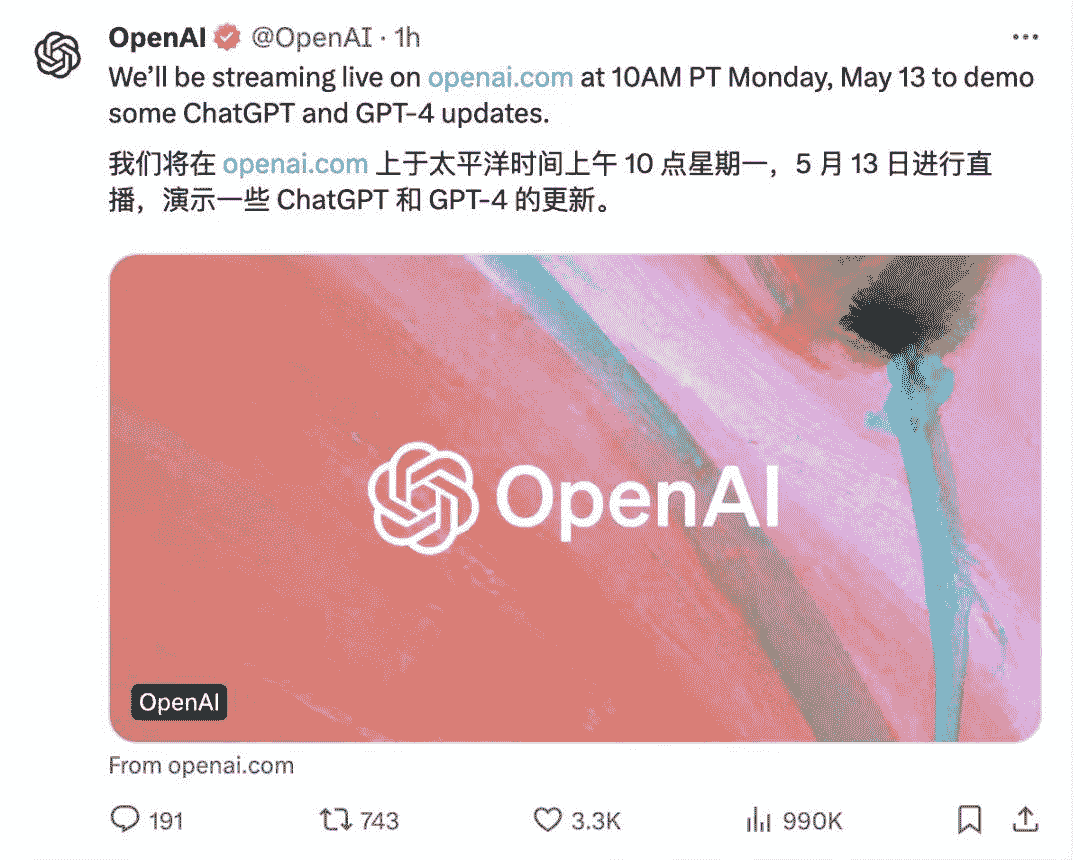 OpenAI @OpenAI · 1h
We’ll be streaming live on openai.com at 10AM PT Monday, May 13 to demo
some ChatGPT and GPT-4 updates.
我们将在 openai.com 上于太平洋时间上午 10 点星期一，5 月 13 日进行直
播，演示一些 ChatGPT 和 GPT-4 的更新。
OpenAI
OpenAI
From openai.com
191 743 3.3K 990K